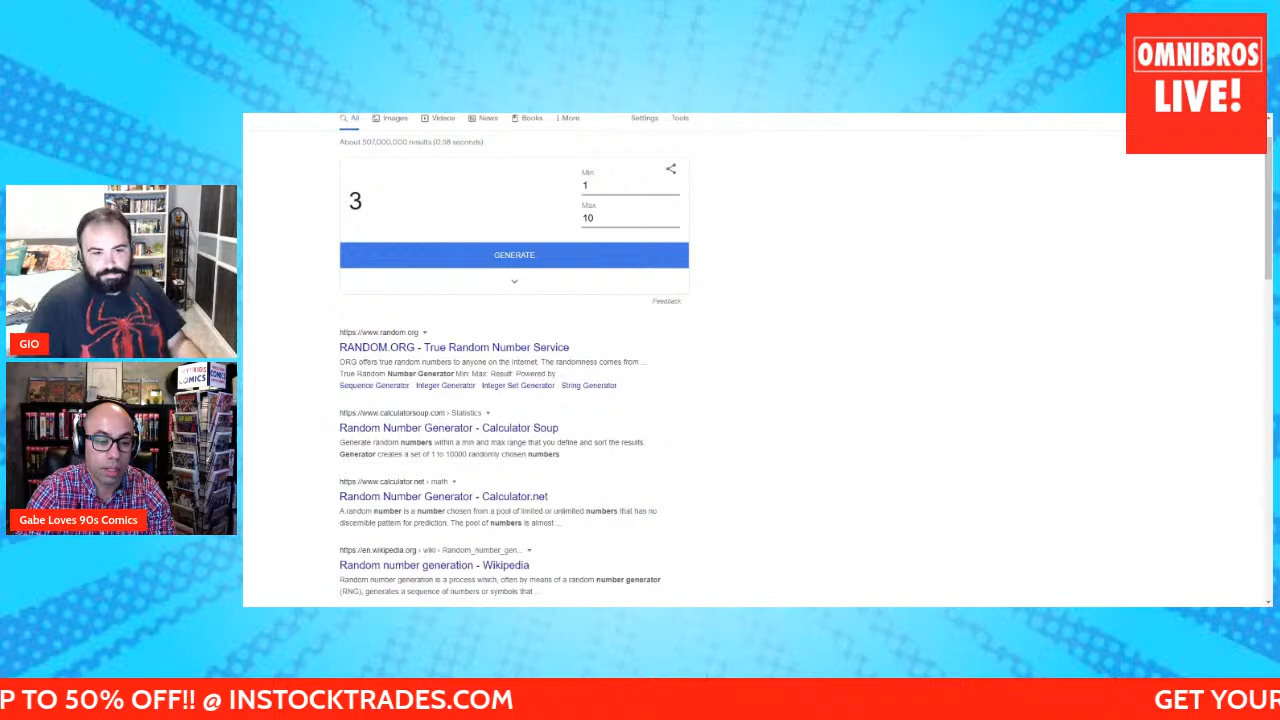 OMNIBROS
LIVE!
All Images Videos News Books More Settings Tools
About 507,000,000 results (0.58 seconds)
3
Min
1
Max
10
GENERATE
Feedback
https://www.random.org
RANDOM.ORG - True Random Number Service
ORG offers true random numbers to anyone on the Internet. The randomness comes from ...
True Random Number Generator Min: Max: Result: Powered by
Sequence Generator Integer Generator Integer Set Generator String Generator
https://www.calculatorsoup.com › Statistics
Random Number Generator - Calculator Soup
Generate random numbers within a min and max range that you define and sort the results.
Generator creates a set of 1 to 10000 randomly chosen numbers
https://www.calculator.net › math
Random Number Generator - Calculator.net
A random number is a number chosen from a pool of limited or unlimited numbers that has no
discernible pattern for prediction. The pool of numbers is almost ...
https://en.wikipedia.org › wiki › Random_number_gen...
Random number generation - Wikipedia
Random number generation is a process which, often by means of a random number generator
(RNG), generates a sequence of numbers or symbols that ...
GIO
KIDS
COMICS
Gabe Loves 90s Comics
P TO 50% OFF!! @ INSTOCKTRADES.COM
GET YOUR